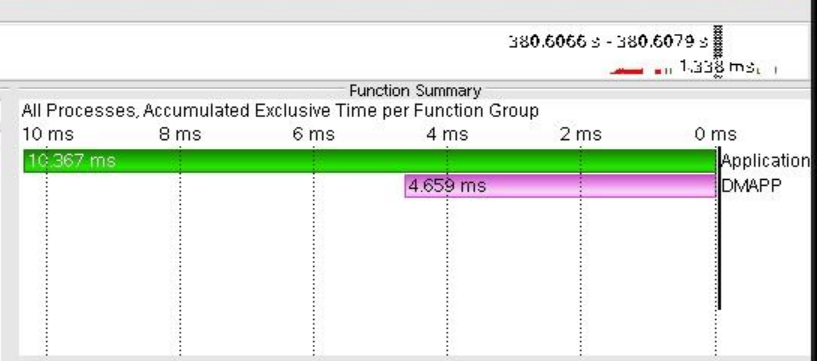 380.6066 s - 380.6079 s
1.338 ms
Function Summary
All Processes, Accumulated Exclusive Time per Function Group
10 ms 8 ms 6 ms 4 ms 2 ms 0 ms
10.367 ms Application
4.659 ms DMAPP